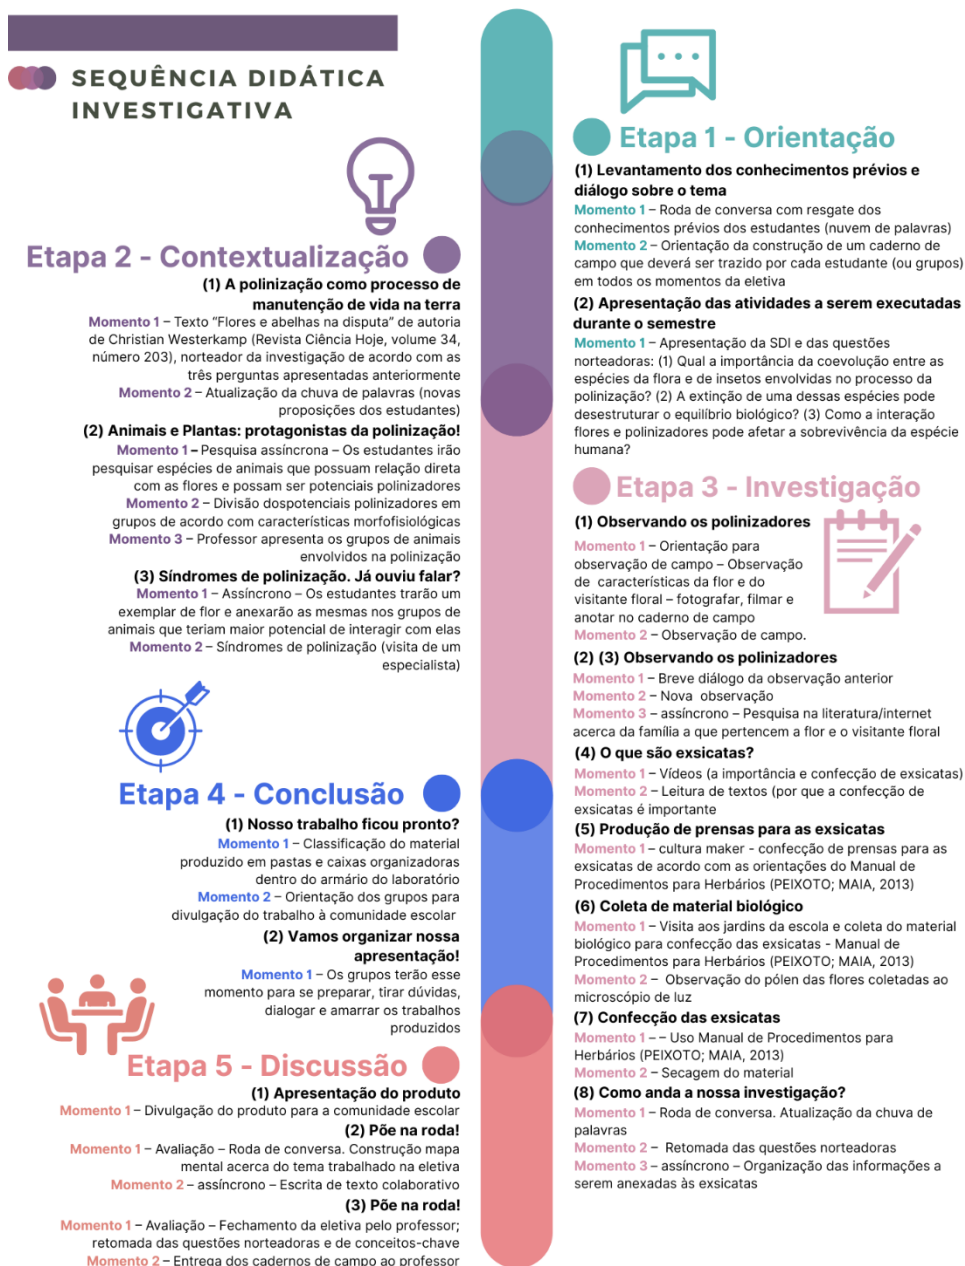 SEQUÊNCIA DIDÁTICA
INVESTIGATIVA
Etapa 1 - Orientação
(1) Levantamento dos conhecimentos prévios e
diálogo sobre o tema
Momento 1 – Roda de conversa com resgate dos
conhecimentos prévios dos estudantes (nuvem de palavras)
Momento 2 – Orientação da construção de um caderno de
campo que deverá ser trazido por cada estudante (ou grupos)
em todos os momentos da eletiva
(2) Apresentação das atividades a serem executadas
durante o semestre
Momento 1 – Apresentação da SDI e das questões
norteadoras: (1) Qual a importância da coevolução entre as
espécies da flora e de insetos envolvidas no processo da
polinização? (2) A extinção de uma dessas espécies pode
desestruturar o equilíbrio biológico? (3) Como a interação
flores e polinizadores pode afetar a sobrevivência da espécie
humana?
Etapa 2 - Contextualização
(1) A polinização como processo de
manutenção de vida na terra
Momento 1 – Texto “Flores e abelhas na disputa” de autoria
de Christian Westerkamp (Revista Ciência Hoje, volume 34,
número 203), norteador da investigação de acordo com as
três perguntas apresentadas anteriormente
Momento 2 – Atualização da chuva de palavras (novas
proposições dos estudantes)
(2) Animais e Plantas: protagonistas da polinização!
Momento 1 – Pesquisa assíncrona – Os estudantes irão
pesquisar espécies de animais que possuam relação direta
com as flores e possam ser potenciais polinizadores
Momento 2 – Divisão dospotenciais polinizadores em
grupos de acordo com características morfofisiológicas
Momento 3 – Professor apresenta os grupos de animais
envolvidos na polinização
(3) Síndromes de polinização. Já ouviu falar?
Momento 1 – Assíncrono – Os estudantes trarão um
exemplar de flor e anexarão as mesmas nos grupos de
animais que teriam maior potencial de interagir com elas
Momento 2 – Síndromes de polinização (visita de um
especialista)
Etapa 3 - Investigação
(1) Observando os polinizadores
Momento 1 – Orientação para
observação de campo – Observação
de características da flor e do
visitante floral – fotografar, filmar e
anotar no caderno de campo
Momento 2 – Observação de campo.
(2) (3) Observando os polinizadores
Momento 1 – Breve diálogo da observação anterior
Momento 2 – Nova observação
Momento 3 – assíncrono – Pesquisa na literatura/internet
acerca da família a que pertencem a flor e o visitante floral
(4) O que são exsicatas?
Momento 1 – Vídeos (a importância e confecção de exsicatas)
Momento 2 – Leitura de textos (por que a confecção de
exsicatas é importante
(5) Produção de prensas para as exsicatas
Momento 1 – cultura maker - confecção de prensas para as
exsicatas de acordo com as orientações do Manual de
Procedimentos para Herbários (PEIXOTO; MAIA, 2013)
(6) Coleta de material biológico
Momento 1 – Visita aos jardins da escola e coleta do material
biológico para confecção das exsicatas - Manual de
Procedimentos para Herbários (PEIXOTO; MAIA, 2013)
Momento 2 – Observação do pólen das flores coletadas ao
microscópio de luz
(7) Confecção das exsicatas
Momento 1 – – Uso Manual de Procedimentos para
Herbários (PEIXOTO; MAIA, 2013)
Momento 2 – Secagem do material
(8) Como anda a nossa investigação?
Momento 1 – Roda de conversa. Atualização da chuva de
palavras
Momento 2 – Retomada das questões norteadoras
Momento 3 – assíncrono – Organização das informações a
serem anexadas às exsicatas
Etapa 4 - Conclusão
(1) Nosso trabalho ficou pronto?
Momento 1 – Classificação do material
produzido em pastas e caixas organizadoras
dentro do armário do laboratório
Momento 2 – Orientação dos grupos para
divulgação do trabalho à comunidade escolar
(2) Vamos organizar nossa
apresentação!
Momento 1 – Os grupos terão esse
momento para se preparar, tirar dúvidas,
dialogar e amarrar os trabalhos
produzidos
Etapa 5 - Discussão
(1) Apresentação do produto
Momento 1 – Divulgação do produto para a comunidade escolar
(2) Põe na roda!
Momento 1 – Avaliação – Roda de conversa. Construção mapa
mental acerca do tema trabalhado na eletiva
Momento 2 – assíncrono – Escrita de texto colaborativo
(3) Põe na roda!
Momento 1 – Avaliação – Fechamento da eletiva pelo professor;
retomada das questões norteadoras e de conceitos-chave
Momento 2 – Entrega dos cadernos de campo ao professor